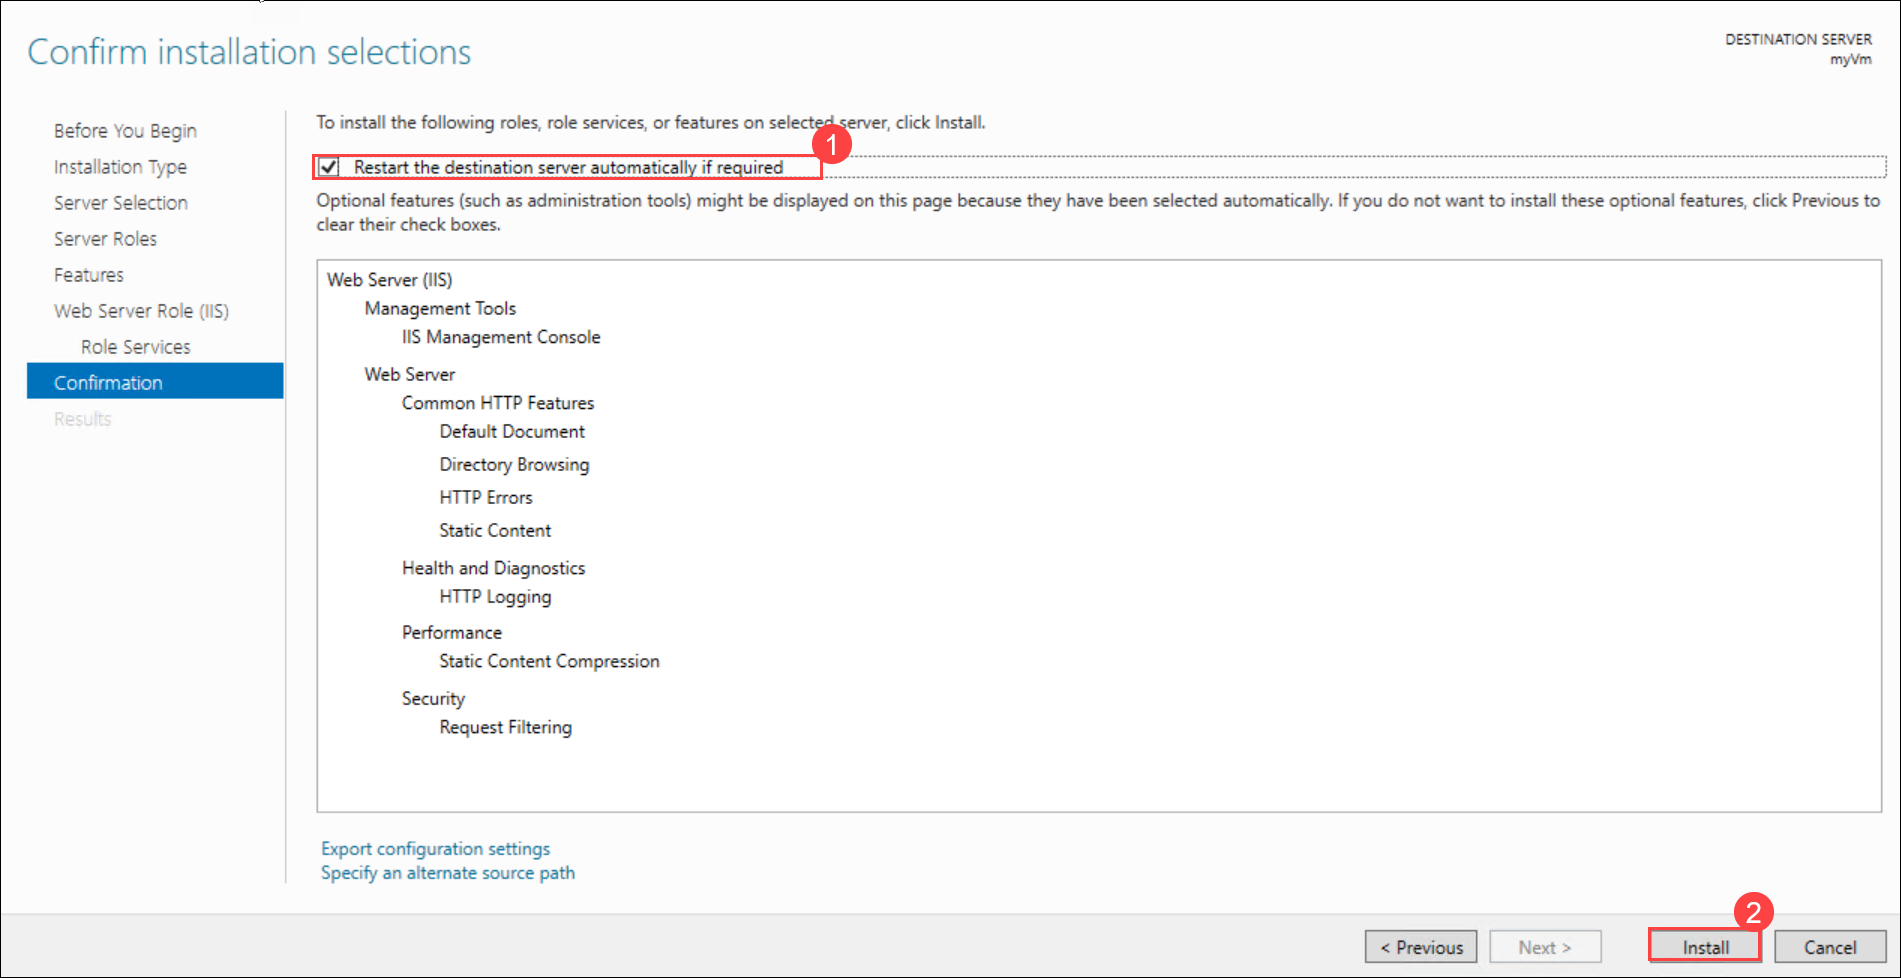 Confirm installation selections
DESTINATION SERVER
myVm
Before You Begin
Installation Type
Server Selection
Server Roles
Features
Web Server Role (IIS)
Role Services
Confirmation
Results
To install the following roles, role services, or features on selected server, click Install.
1
Restart the destination server automatically if required
Optional features (such as administration tools) might be displayed on this page because they have been selected automatically. If you do not want to install these optional features, click Previous to
clear their check boxes.
Web Server (IIS)
Management Tools
IIS Management Console
Web Server
Common HTTP Features
Default Document
Directory Browsing
HTTP Errors
Static Content
Health and Diagnostics
HTTP Logging
Performance
Static Content Compression
Security
Request Filtering
Export configuration settings
Specify an alternate source path
2
< Previous
Next >
Install
Cancel